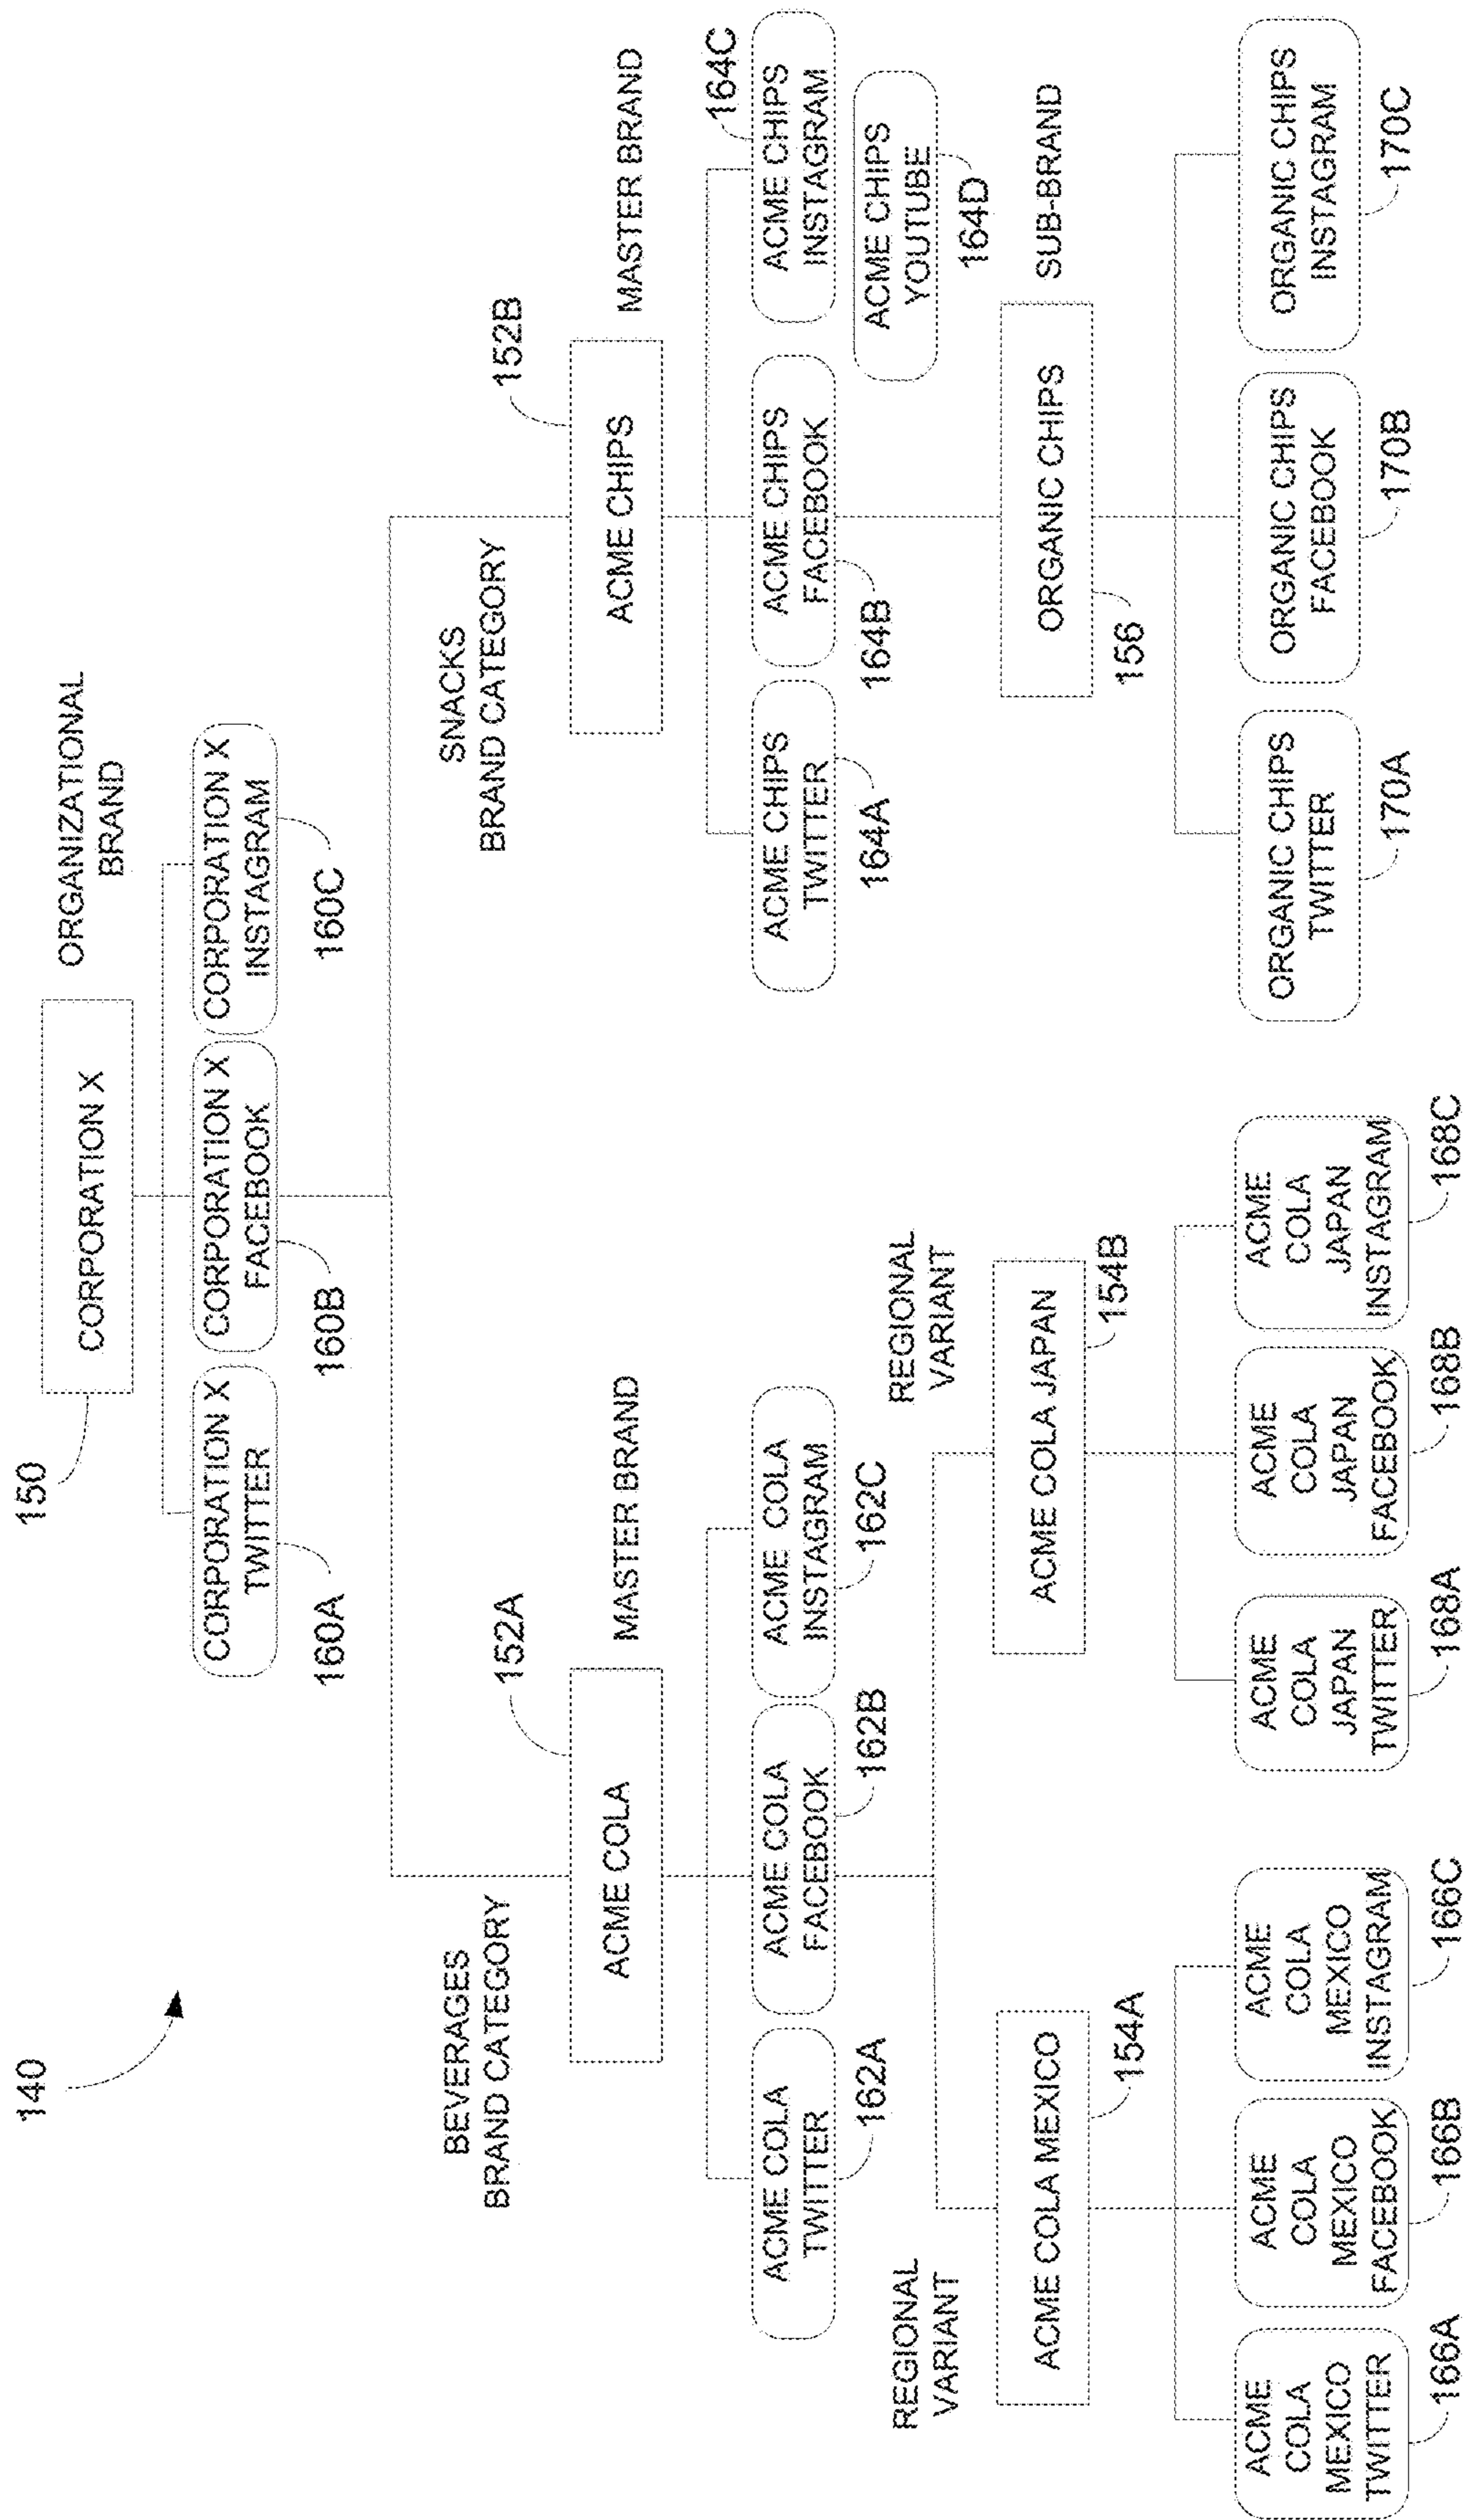 140
150
CORPORATION X
ORGANIZATIONAL
BRAND
CORPORATION X
TWITTER
160A
CORPORATION X
FACEBOOK
160B
CORPORATION X
INSTAGRAM
160C
BEVERAGES
BRAND CATEGORY
SNACKS
BRAND CATEGORY
152A
ACME COLA
MASTER BRAND
152B
ACME CHIPS
MASTER BRAND
ACME COLA
TWITTER
162A
ACME COLA
FACEBOOK
162B
ACME COLA
INSTAGRAM
162C
ACME CHIPS
TWITTER
164A
ACME CHIPS
FACEBOOK
164B
ACME CHIPS
INSTAGRAM
164C
ACME CHIPS
YOUTUBE
164D
REGIONAL
VARIANT
ACME COLA MEXICO
154A
REGIONAL
VARIANT
ACME COLA JAPAN
154B
SUB-BRAND
ORGANIC CHIPS
156
ACME
COLA
MEXICO
TWITTER
166A
ACME
COLA
MEXICO
FACEBOOK
166B
ACME
COLA
MEXICO
INSTAGRAM
166C
ACME
COLA
JAPAN
TWITTER
168A
ACME
COLA
JAPAN
FACEBOOK
168B
ACME
COLA
JAPAN
INSTAGRAM
168C
ORGANIC CHIPS
TWITTER
170A
ORGANIC CHIPS
FACEBOOK
170B
ORGANIC CHIPS
INSTAGRAM
170C